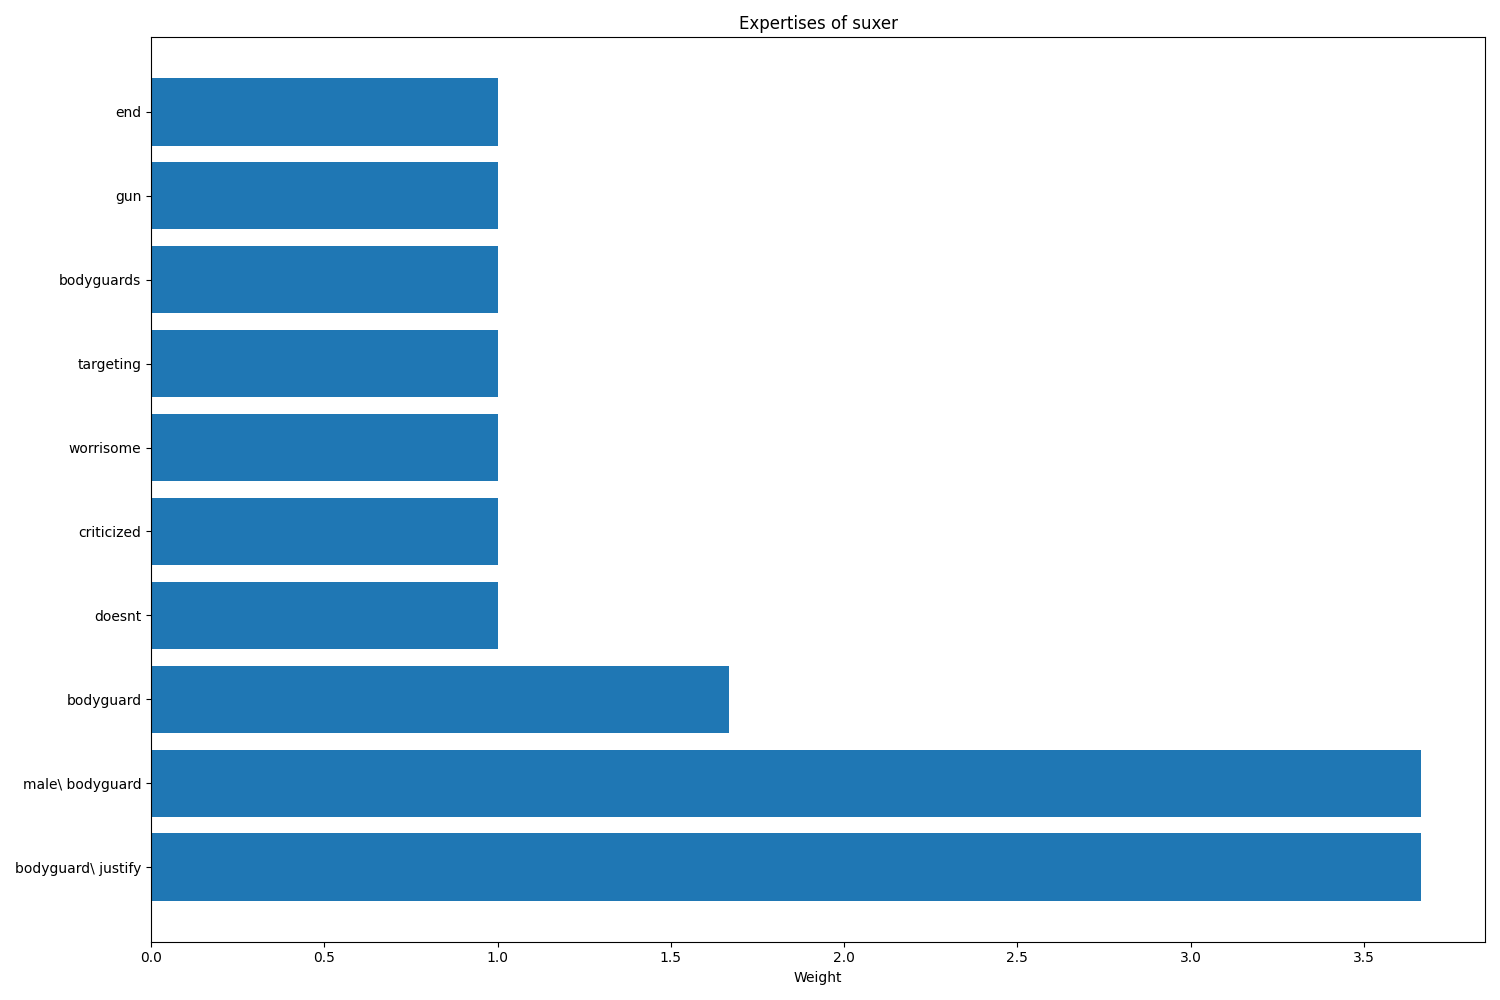 Expertises of suxer
end
gun
bodyguards
targeting
worrisome
criticized
doesnt
bodyguard
male\ bodyguard
bodyguard\ justify
0.0 0.5 1.0 1.5 2.0 2.5 3.0 3.5
Weight